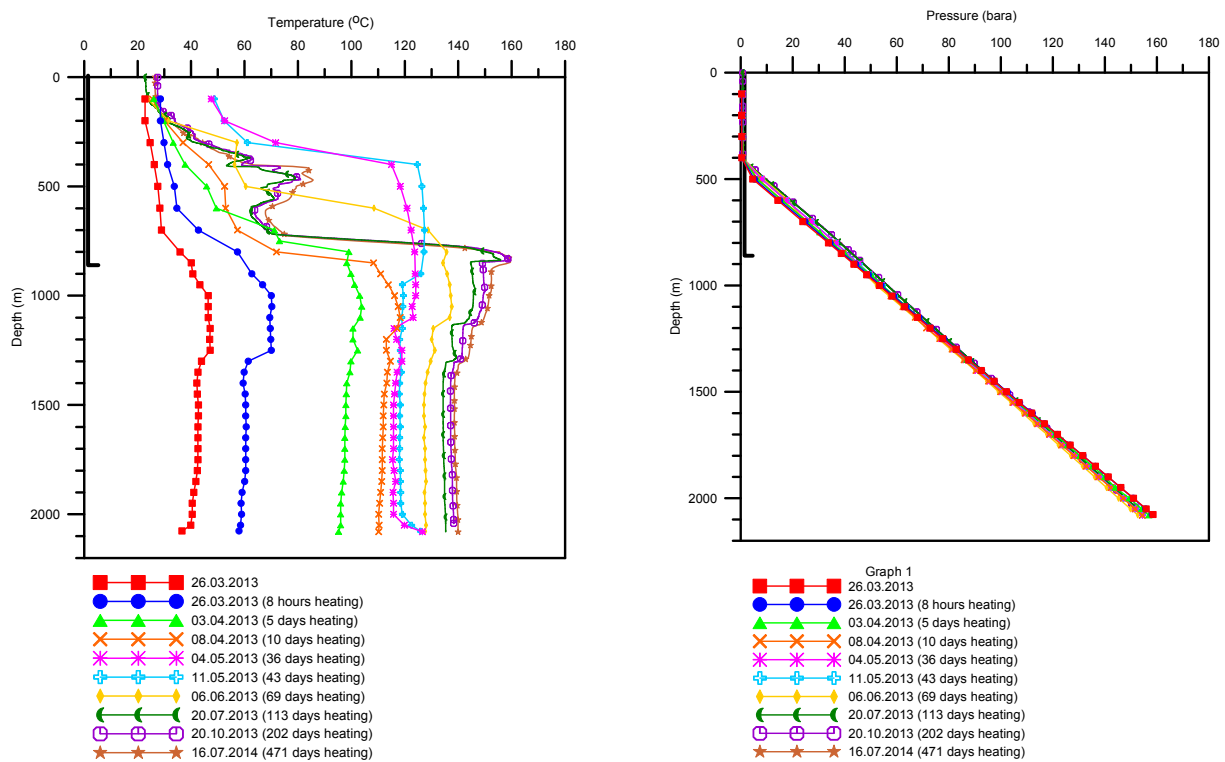 Temperature (ºC)
0 20 40 60 80 100 120 140 160 180
0
500
1000
1500
2000
Depth (m)
26.03.2013
26.03.2013 (8 hours heating)
03.04.2013 (5 days heating)
08.04.2013 (10 days heating)
04.05.2013 (36 days heating)
11.05.2013 (43 days heating)
06.06.2013 (69 days heating)
20.07.2013 (113 days heating)
20.10.2013 (202 days heating)
16.07.2014 (471 days heating)
Pressure (bara)
0 20 40 60 80 100 120 140 160 180
0
500
1000
1500
2000
Depth (m)
Graph 1
26.03.2013
26.03.2013 (8 hours heating)
03.04.2013 (5 days heating)
08.04.2013 (10 days heating)
04.05.2013 (36 days heating)
11.05.2013 (43 days heating)
06.06.2013 (69 days heating)
20.07.2013 (113 days heating)
20.10.2013 (202 days heating)
16.07.2014 (471 days heating)